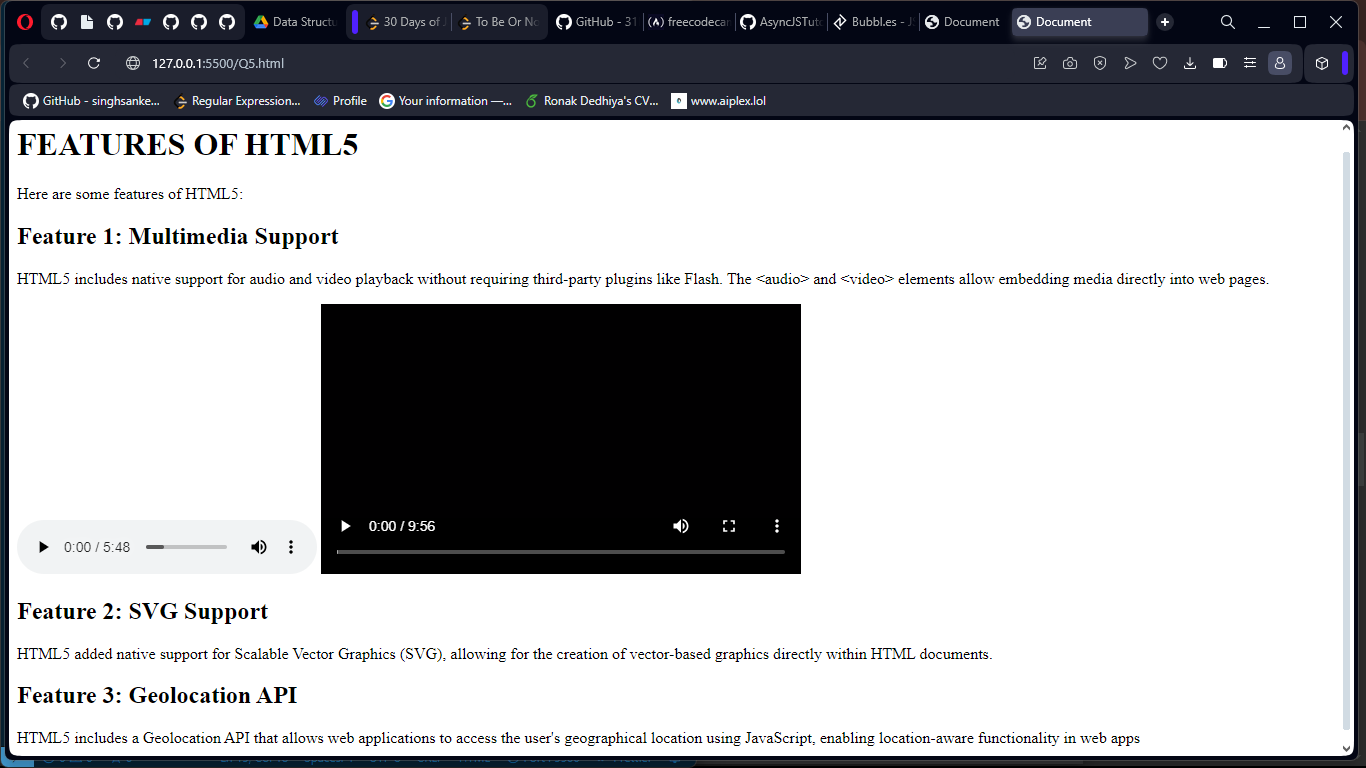 Data Structu
30 Days of J
To Be Or No
GitHub - 31
freecodecam
AsyncJSTuto
Bubbl.es - JS
Document
Document
127.0.0.1:5500/Q5.html
GitHub - singhsanke...
Regular Expression...
Profile
Your information —...
Ronak Dedhiya's CV...
www.aiplex.lol
FEATURES OF HTML5
Here are some features of HTML5:
Feature 1: Multimedia Support
HTML5 includes native support for audio and video playback without requiring third-party plugins like Flash. The <audio> and <video> elements allow embedding media directly into web pages.
0:00 / 9:56
0:00 / 5:48
Feature 2: SVG Support
HTML5 added native support for Scalable Vector Graphics (SVG), allowing for the creation of vector-based graphics directly within HTML documents.
Feature 3: Geolocation API
HTML5 includes a Geolocation API that allows web applications to access the user's geographical location using JavaScript, enabling location-aware functionality in web apps